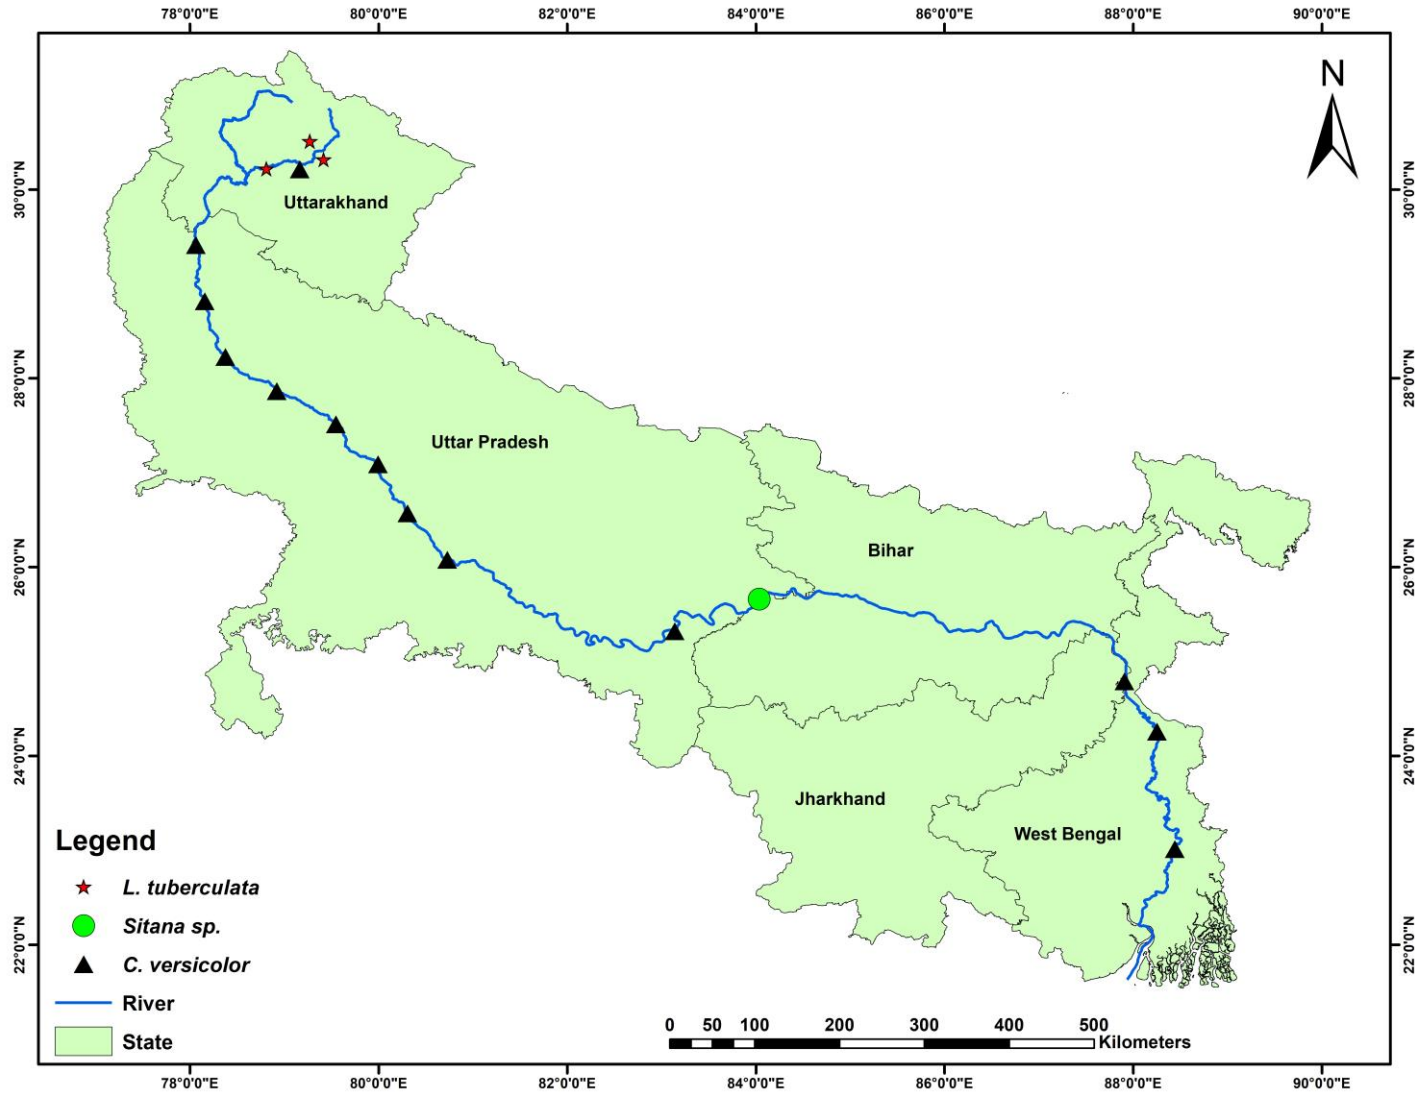 78°0'0"E 80°0'0"E 82°0'0"E 84°0'0"E 86°0'0"E 88°0'0"E 90°0'0"E
N
30°0'0"N 30°0'0"N
Uttarakhand
28°0'0"N 28°0'0"N
Uttar Pradesh
Bihar
26°0'0"N 26°0'0"N
24°0'0"N 24°0'0"N
Jharkhand
West Bengal
Legend
L. tuberculata
Sitana sp.
C. versicolor
22°0'0"N 22°0'0"N
River
State
0 50 100 200 300 400 500
Kilometers
78°0'0"E 80°0'0"E 82°0'0"E 84°0'0"E 86°0'0"E 88°0'0"E 90°0'0"E